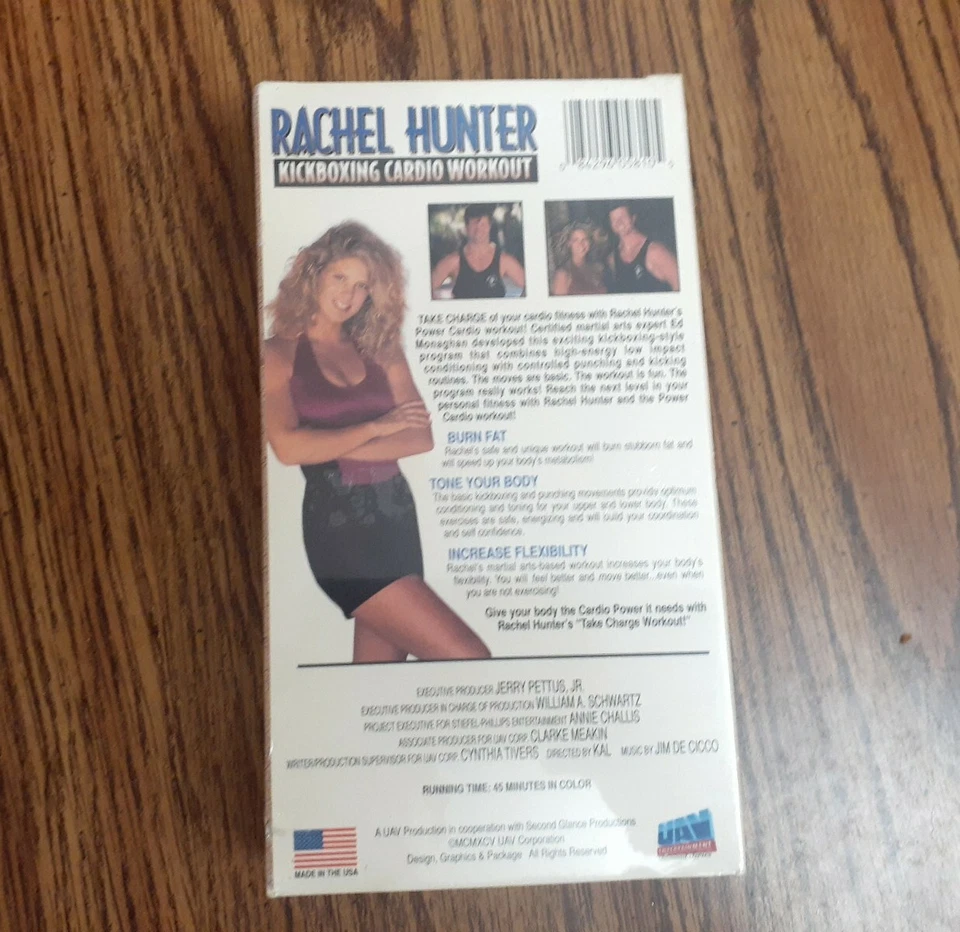 RACHEL HUNTER
KICKBOXING CARDIO WORKOUT
TAKE CHARGE of your cardio fitness with Rachel Hunter's
Power Cardio workout! Certified martial arts expert Ed
Monaghan developed this exciting kickboxing-style
program that combines high-energy low impact
conditioning with controlled punching and kicking
routines. The moves are basic. The workout is fun. The
program really works! Reach the next level in your
personal fitness with Rachel Hunter and the Power
Cardio workout!
BURN FAT
Rachel's safe and unique workout will burn stubborn fat and
will speed up your body's metabolism!
TONE YOUR BODY
The basic kickboxing and punching movements provide optimum
conditioning and toning for your upper and lower body. These
exercises are safe, energizing and will build your coordination
and self confidence.
INCREASE FLEXIBILITY
Rachel's martial arts-based workout increases your body's
flexibility. You will feel better and move better...even when
you are not exercising!
Give your body the Cardio Power it needs with
Rachel Hunter's "Take Charge Workout!"
EXECUTIVE PRODUCER JERRY PETTUS, JR.
EXECUTIVE PRODUCER IN CHARGE OF PRODUCTION WILLIAM A. SCHWARTZ
PROJECT EXECUTIVE FOR STIEFEL-PHILLIPS ENTERTAINMENT ANNIE CHALLIS
ASSOCIATE PRODUCER FOR UAV CORP. CLARKE MEAKIN
WRITER/PRODUCTION SUPERVISOR FOR UAV CORP. CYNTHIA TIVERS DIRECTED BY KAL MUSIC BY JIM DE CICCO
RUNNING TIME: 45 MINUTES IN COLOR
A UAV Production in cooperation with Second Glance Productions
©MCMXCV UAV Corporation
Design, Graphics & Package All Rights Reserved
MADE IN THE USA
UAV
ENTERTAINMENT